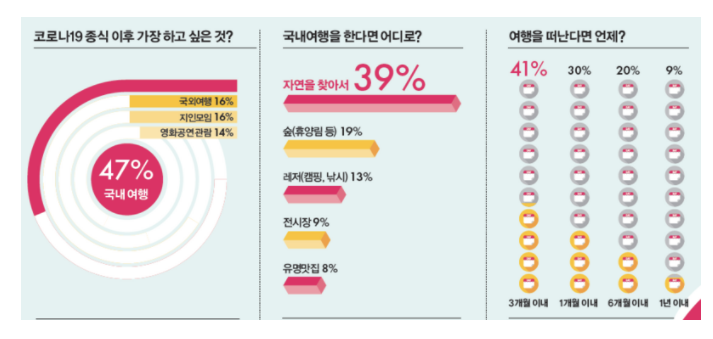 코로나19 종식 이후 가장 하고 싶은 것?
국외여행 16%
지인모임 16%
영화공연관람 14%
47%
국내 여행
국내여행을 한다면 어디로?
자연을 찾아서 39%
숲(휴양림 등) 19%
레저(캠핑, 낚시) 13%
전시장 9%
유명맛집 8%
여행을 떠난다면 언제?
41% 30% 20% 9%
3개월 이내 1개월 이내 6개월 이내 1년 이내